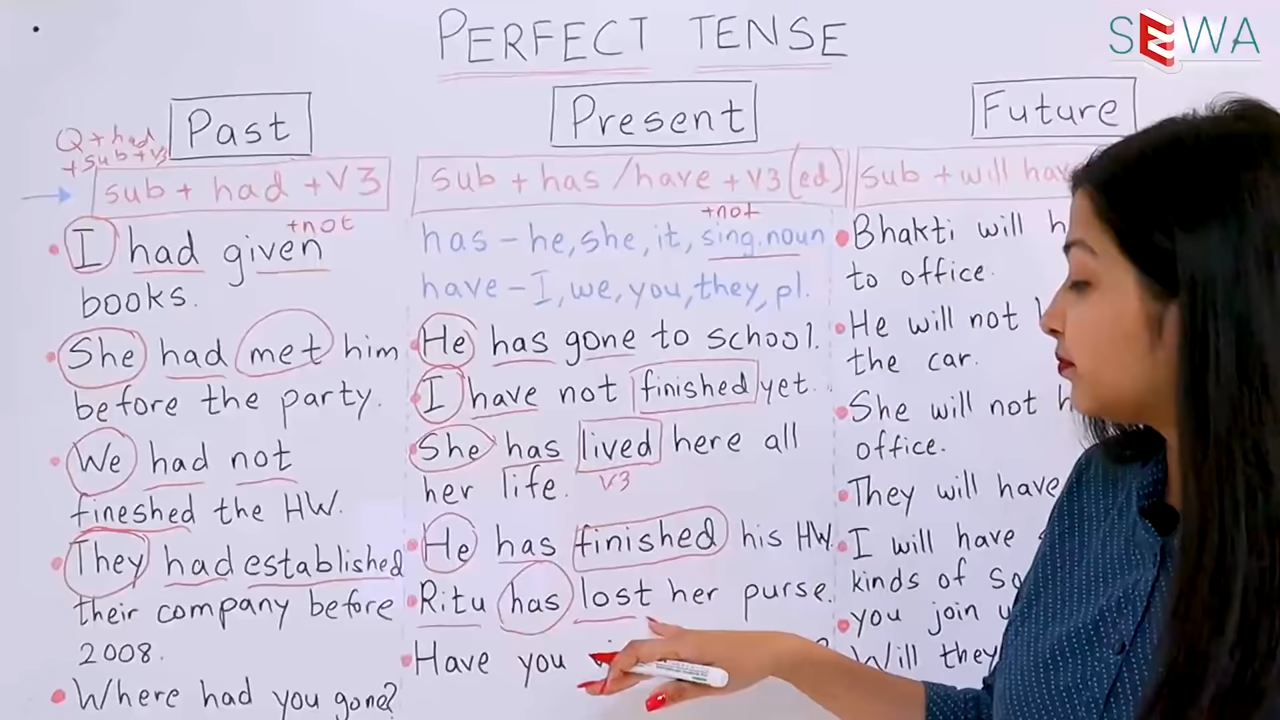 PERFECT TENSE
SEWA
Past
Q + had
+ sub + v3
sub + had + V3
+not
• I had given
books.
• She had met him
before the party.
• We had not
fineshed the HW.
• They had established
their company before
2008.
• Where had you gone?
Present
sub + has /have + V3 (ed)
+not
has – he, she, it, sing. noun
have – I, we, you, they, pl.
• He has gone to school.
• I have not finished yet.
• She has lived here all
V3
her life.
• He has finished his HW.
• Ritu has lost her purse.
• Have you
Future
sub + will have
• Bhakti will
to office.
• He will not
the car.
• She will not
office.
• They will have
• I will have
kinds of
• you join
Will they